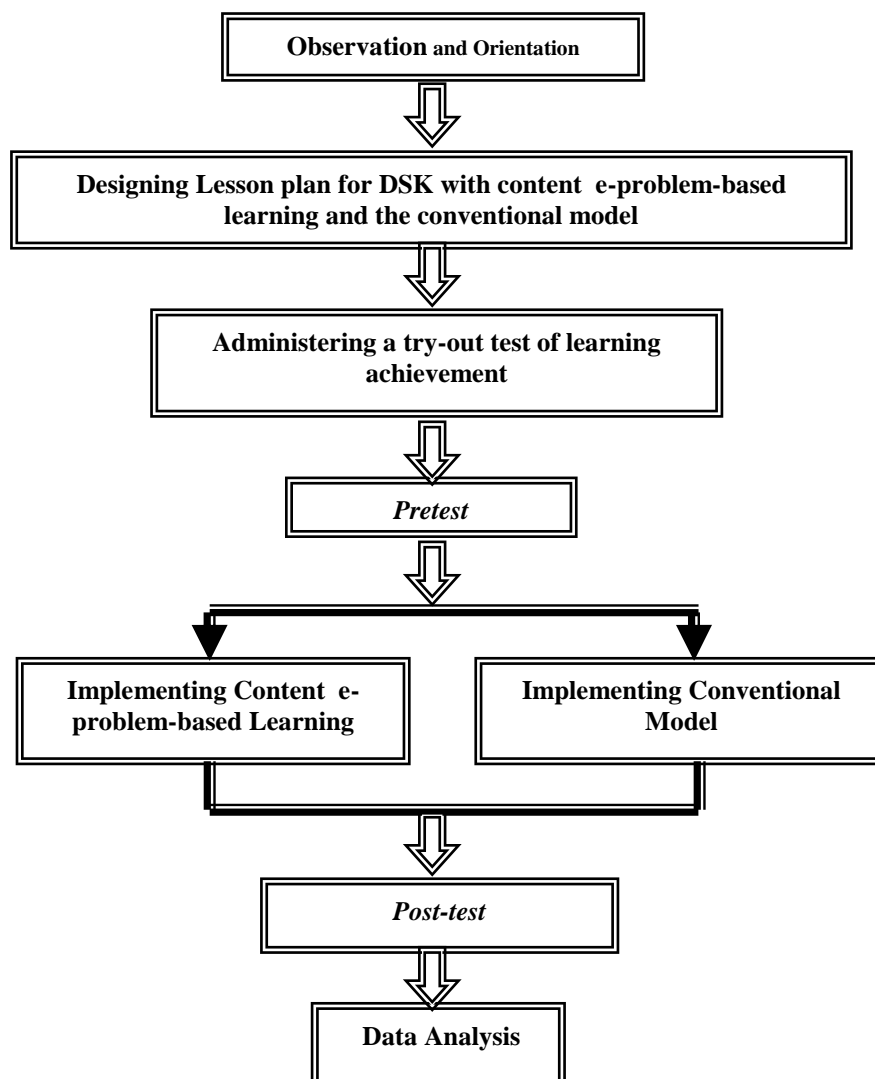 Observation and Orientation
Designing Lesson plan for DSK with content e-problem-based
learning and the conventional model
Administering a try-out test of learning
achievement
Pretest
Implementing Content e-
problem-based Learning
Implementing Conventional
Model
Post-test
Data Analysis